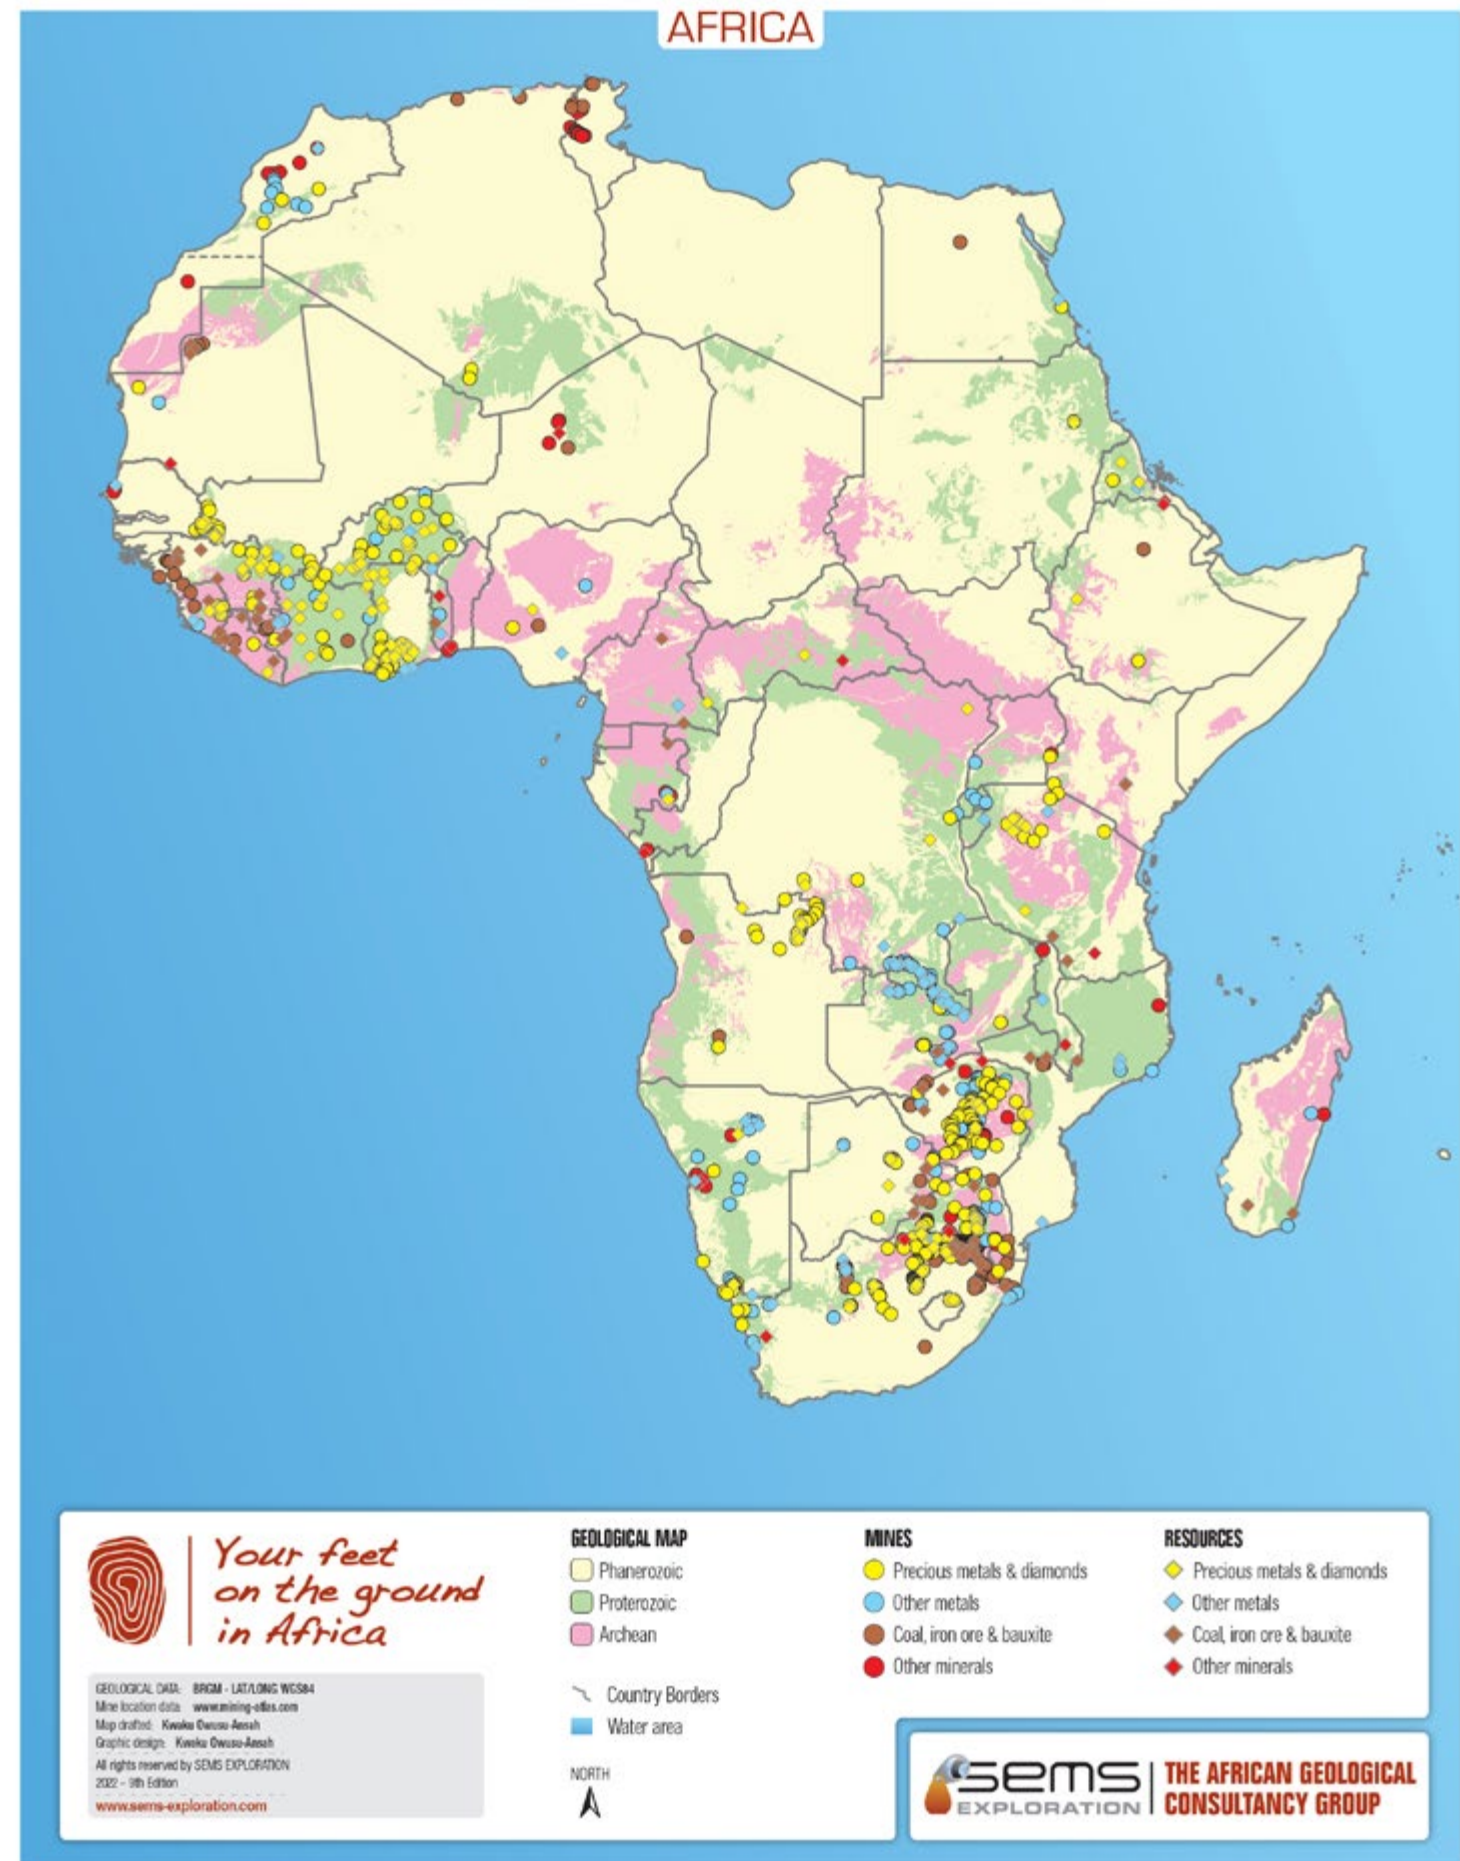 AFRICA
Your feet
on the ground
in Africa
GEOLOGICAL DATA: BRGM - LAT/LONG WGS84
Mine location data: www.mining-atlas.com
Map drafted: Kwaku Owusu-Ansah
Graphic design: Kwaku Owusu-Ansah
All rights reserved by SEMS EXPLORATION
2022 - 9th Edition
www.sems-exploration.com
GEOLOGICAL MAP
Phanerozoic
Proterozoic
Archean
Country Borders
Water area
NORTH
MINES
Precious metals & diamonds
Other metals
Coal, iron ore & bauxite
Other minerals
RESOURCES
Precious metals & diamonds
Other metals
Coal, iron ore & bauxite
Other minerals
sems
EXPLORATION
THE AFRICAN GEOLOGICAL
CONSULTANCY GROUP